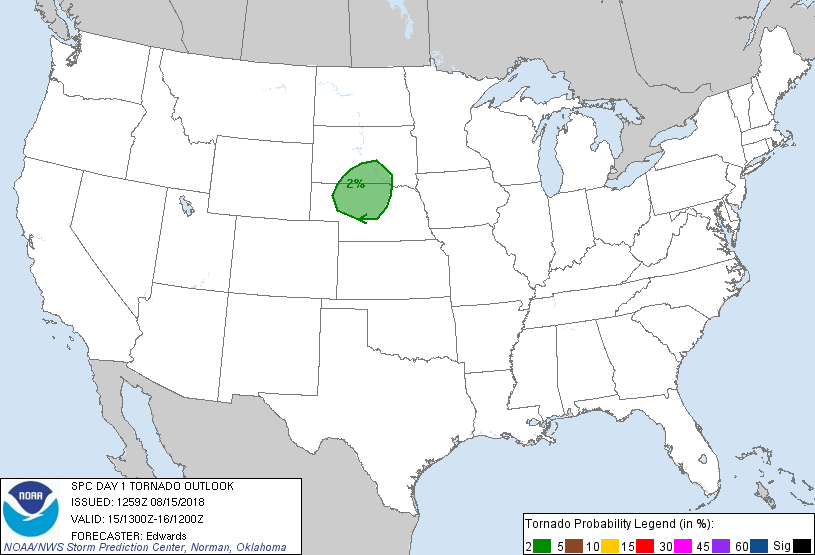 2%
SPC DAY 1 TORNADO OUTLOOK
ISSUED: 1259Z 08/15/2018
VALID: 15/1300Z-16/1200Z
FORECASTER: Edwards
NOAA/NWS Storm Prediction Center, Norman, Oklahoma
NOAA
Tornado Probability Legend (in %):
2 5 10 15 30 45 60 Sig